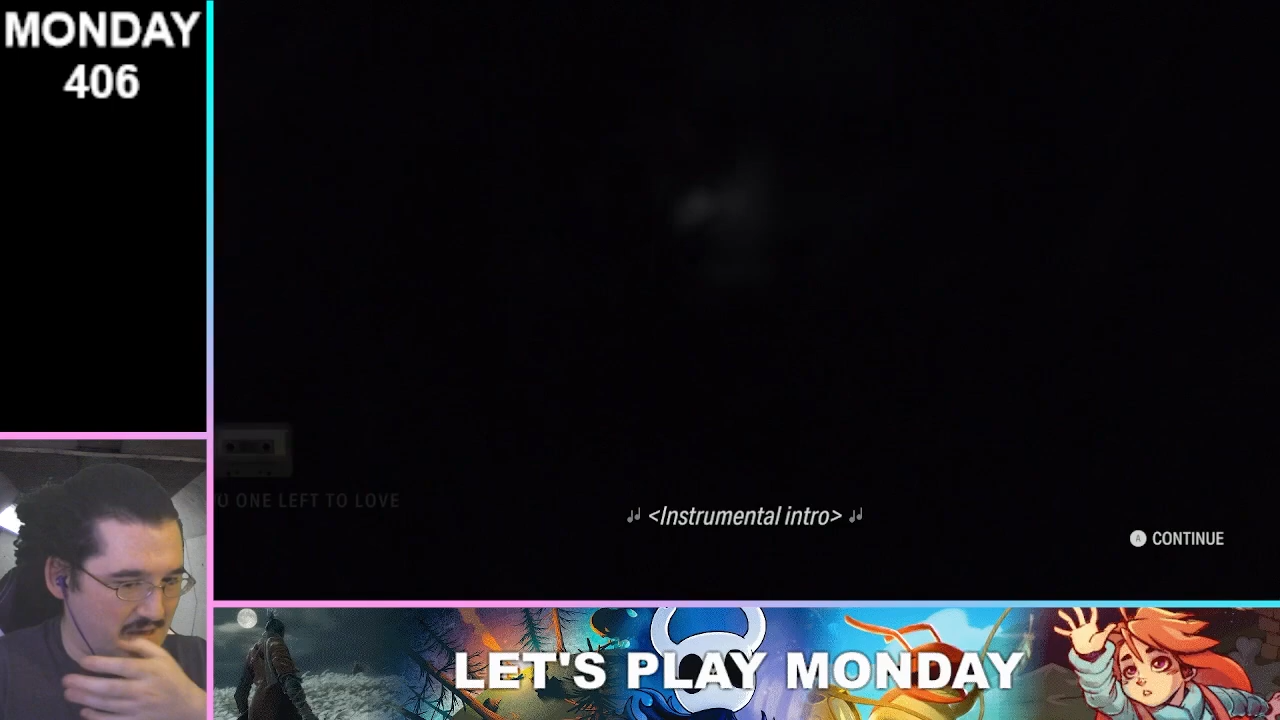 MONDAY
406
ONE LEFT TO LOVE
<Instrumental intro>
A CONTINUE
LET'S PLAY MONDAY